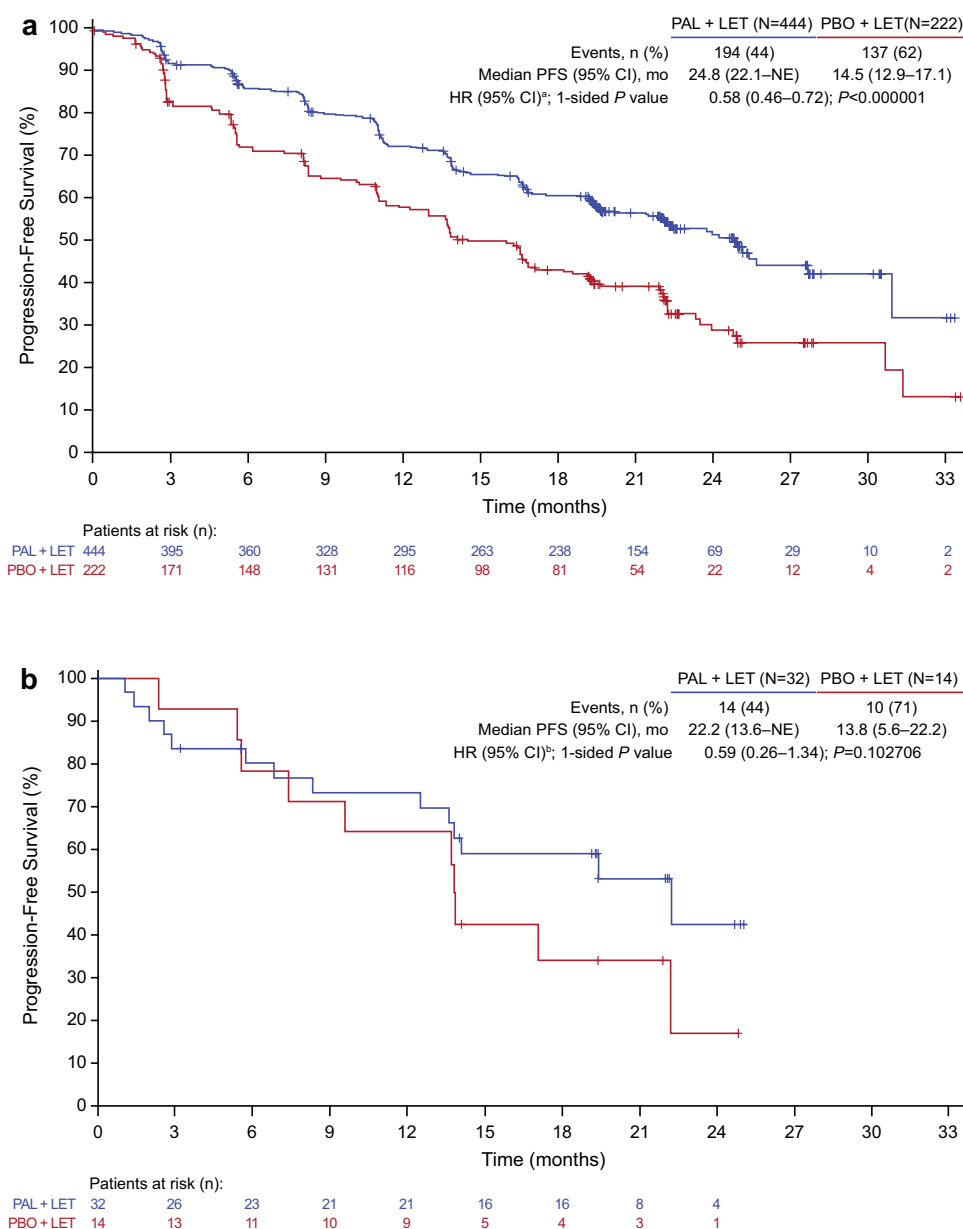 a
PAL + LET (N=444) PBO + LET(N=222)
Events, n (%) 194 (44) 137 (62)
Median PFS (95% CI), mo 24.8 (22.1–NE) 14.5 (12.9–17.1)
HR (95% CI)ᵃ; 1-sided P value 0.58 (0.46–0.72); P<0.000001
Progression-Free Survival (%)
100
90
80
70
60
50
40
30
20
10
0
0 3 6 9 12 15 18 21 24 27 30 33
Time (months)
Patients at risk (n):
PAL + LET 444 395 360 328 295 263 238 154 69 29 10 2
PBO + LET 222 171 148 131 116 98 81 54 22 12 4 2
b
PAL + LET (N=32) PBO + LET (N=14)
Events, n (%) 14 (44) 10 (71)
Median PFS (95% CI), mo 22.2 (13.6–NE) 13.8 (5.6–22.2)
HR (95% CI)ᵇ; 1-sided P value 0.59 (0.26–1.34); P=0.102706
Progression-Free Survival (%)
100
90
80
70
60
50
40
30
20
10
0
0 3 6 9 12 15 18 21 24 27 30 33
Time (months)
Patients at risk (n):
PAL + LET 32 26 23 21 21 16 16 8 4
PBO + LET 14 13 11 10 9 5 4 3 1